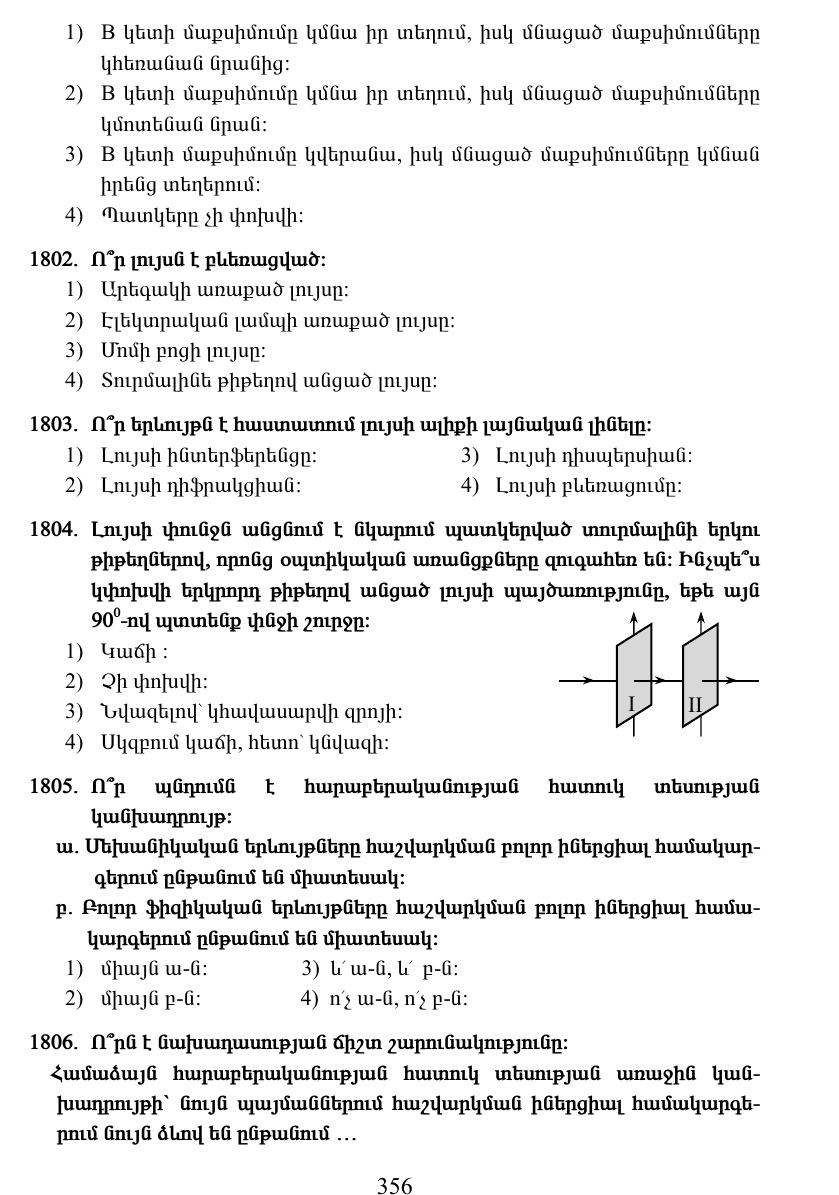 1) B կետի մաքսիմումը կմնա իր տեղում, իսկ մնացած մաքսիմումները
կհեռանան նրանից:
2) B կետի մաքսիմումը կմնա իր տեղում, իսկ մնացած մաքսիմումները
կմոտենան նրան:
3) B կետի մաքսիմումը կվերանա, իսկ մնացած մաքսիմումները կմնան
իրենց տեղերում:
4) Պատկերը չի փոխվի:
1802. Ո՞ր լույսն է բևեռացված:
1) Արեգակի առաքած լույսը:
2) Էլեկտրական լամպի առաքած լույսը:
3) Մոմի բոցի լույսը:
4) Տուրմալինե թիթեղով անցած լույսը:
1803. Ո՞ր երևույթն է հաստատում լույսի ալիքի լայնական լինելը:
1) Լույսի ինտերֆերենցը: 3) Լույսի դիսպերսիան:
2) Լույսի դիֆրակցիան: 4) Լույսի բևեռացումը:
1804. Լույսի փունջն անցնում է նկարում պատկերված տուրմալինի երկու
թիթեղներով, որոնց օպտիկական առանցքները զուգահեռ են: Ինչպե՞ս
կփոխվի երկրորդ թիթեղով անցած լույսի պայծառությունը, եթե այն
90⁰-ով պտտենք փնջի շուրջը:
1) Կաճի :
2) Չի փոխվի:
3) Նվազելով՝ կհավասարվի զրոյի:
4) Սկզբում կաճի, հետո՝ կնվազի:
I II
1805. Ո՞ր պնդումն է հարաբերականության հատուկ տեսության
կանխադրույթ:
ա. Մեխանիկական երևույթները հաշվարկման բոլոր իներցիալ համակար-
գերում ընթանում են միատեսակ:
բ. Բոլոր ֆիզիկական երևույթները հաշվարկման բոլոր իներցիալ համա-
կարգերում ընթանում են միատեսակ:
1) միայն ա-ն: 3) և՛ ա-ն, և՛ բ-ն:
2) միայն բ-ն: 4) ո՛չ ա-ն, ո՛չ բ-ն:
1806. Ո՞րն է նախադասության ճիշտ շարունակությունը:
Համաձայն հարաբերականության հատուկ տեսության առաջին կան-
խադրույթի՝ նույն պայմաններում հաշվարկման իներցիալ համակարգե-
րում նույն ձևով են ընթանում ...
356